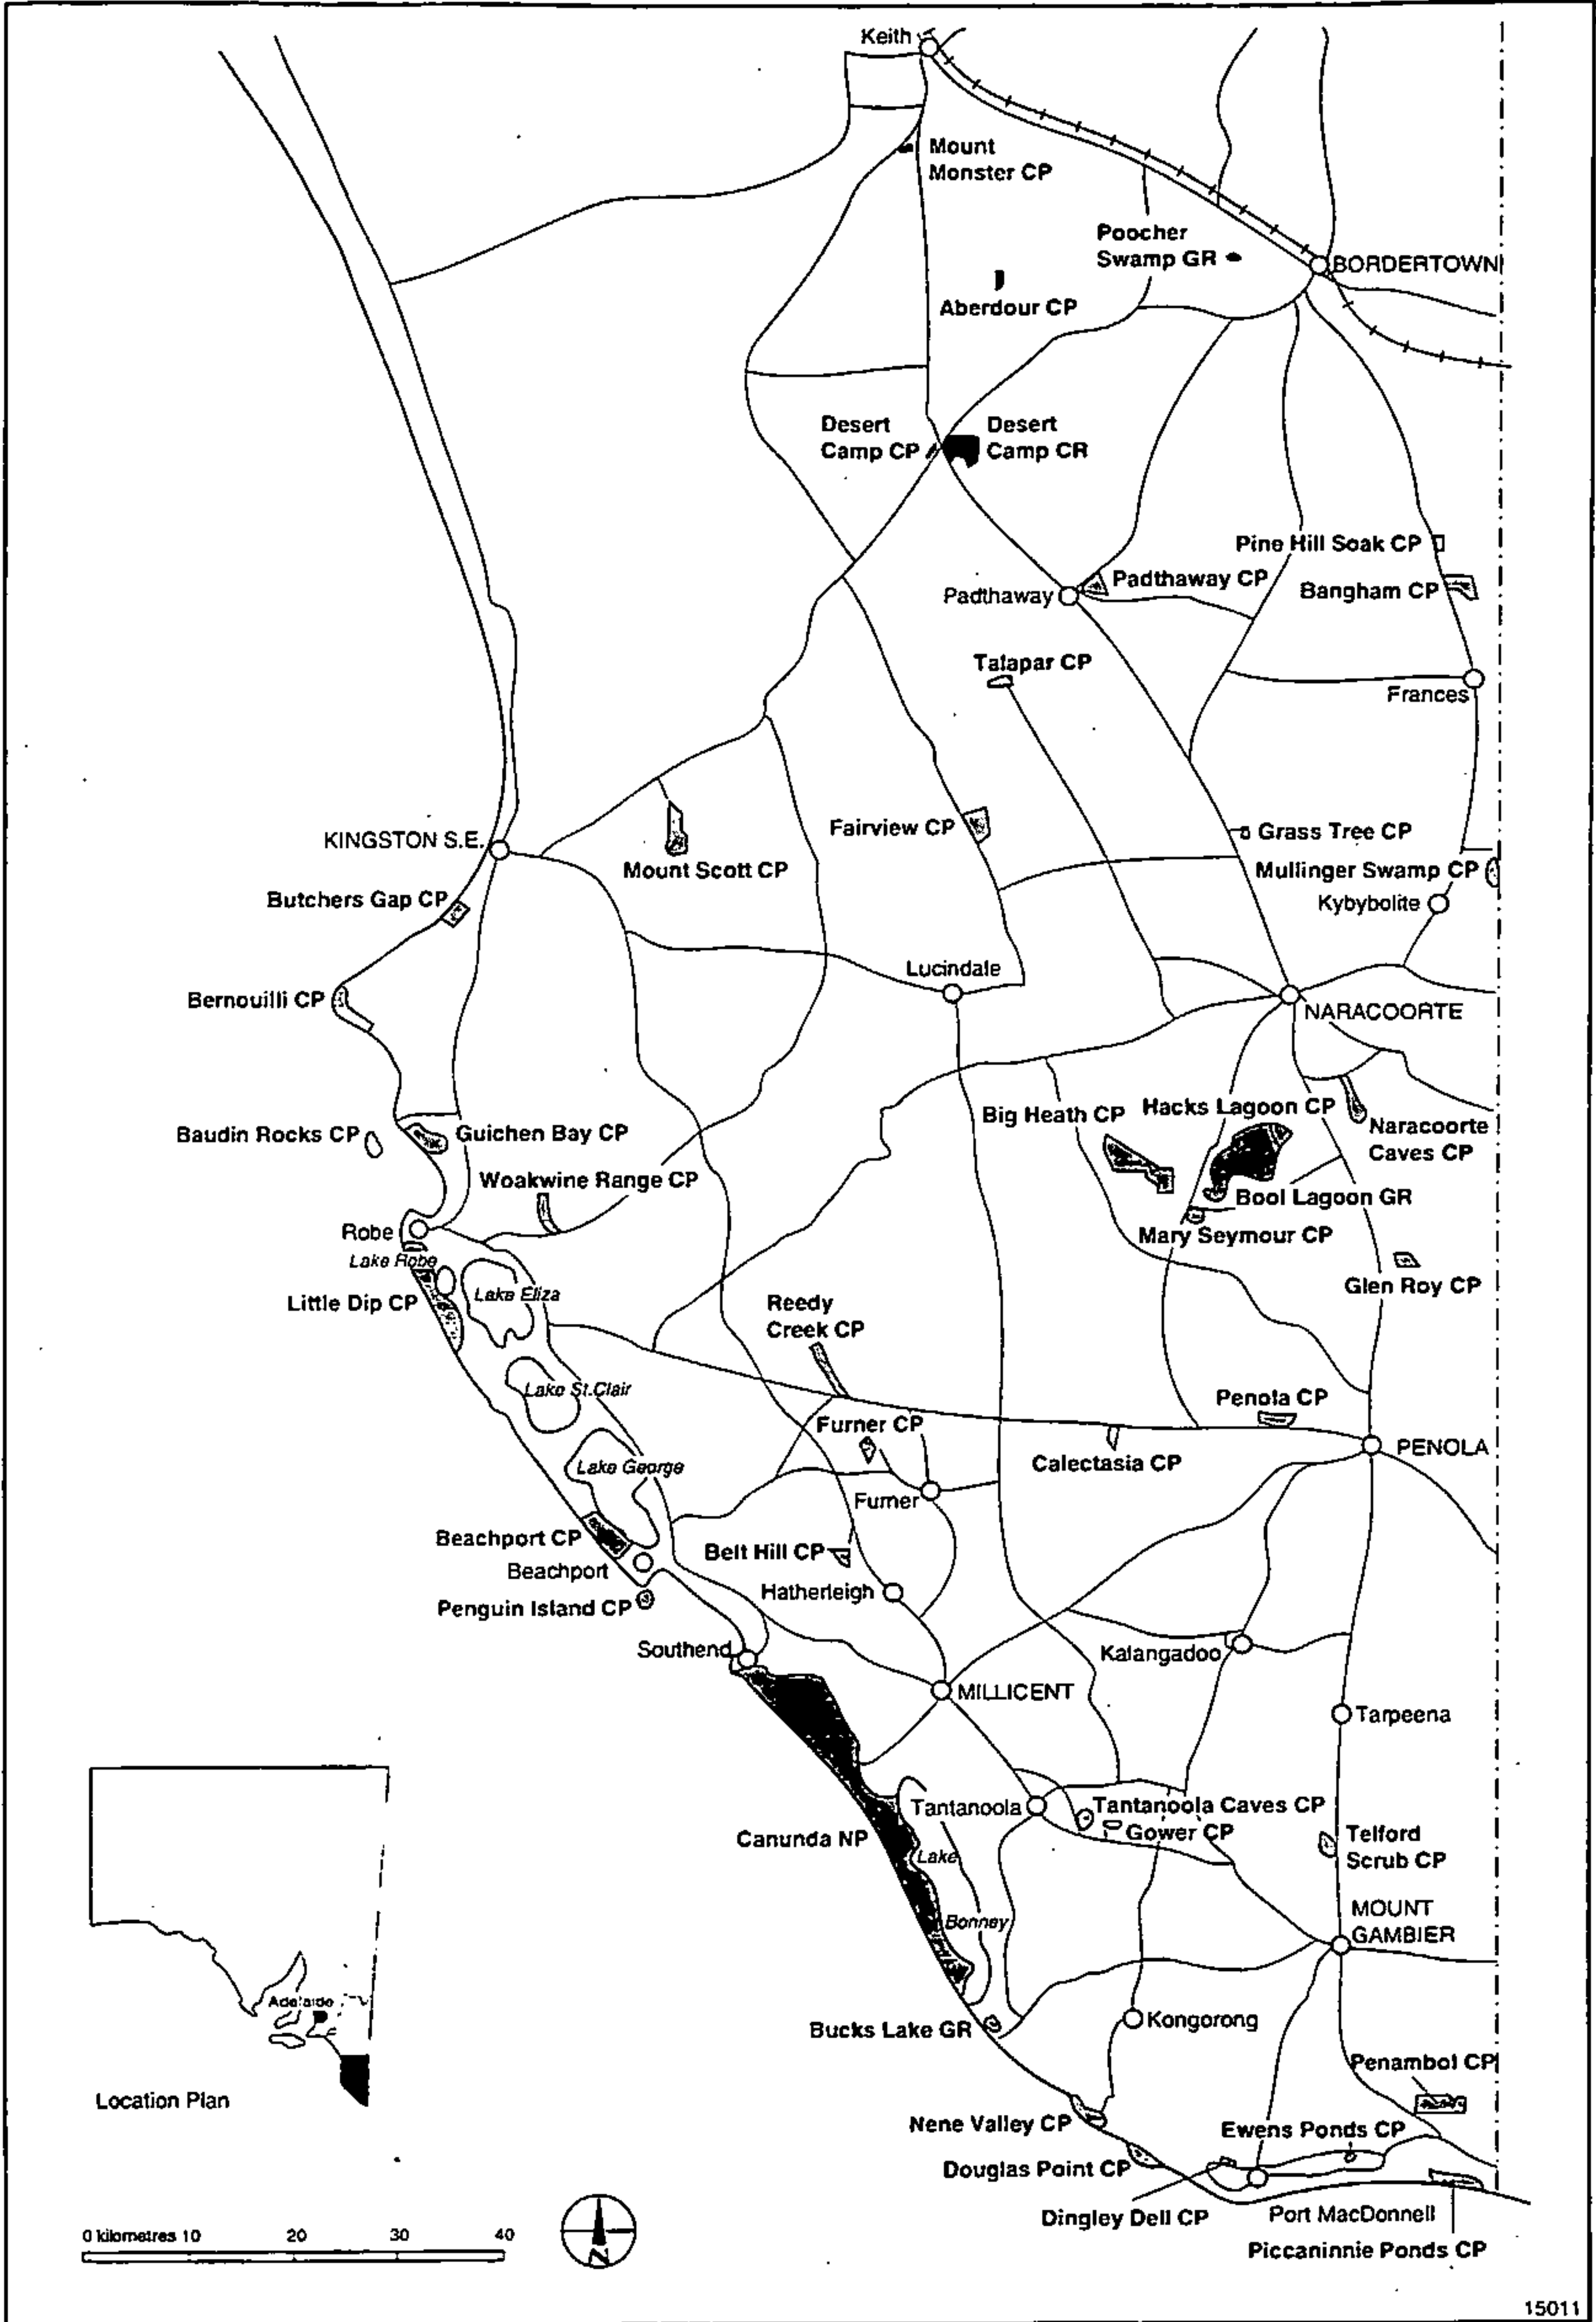 Keith
Mount
Monster CP
Poocher
Swamp GR
BORDERTOWN
Aberdour CP
Desert
Camp CP
Desert
Camp CR
Pine Hill Soak CP
Padthaway CP
Bangham CP
Padthaway
Talapar CP
Frances
Fairview CP
Grass Tree CP
KINGSTON S.E.
Mount Scott CP
Mullinger Swamp CP
Butchers Gap CP
Kybybolite
Lucindale
Bernouilli CP
NARACOORTE
Big Heath CP
Hacks Lagoon CP
Baudin Rocks CP
Guichen Bay CP
Naracoorte
Caves CP
Woakwine Range CP
Bool Lagoon GR
Robe
Mary Seymour CP
Lake Robe
Glen Roy CP
Lake Eliza
Little Dip CP
Reedy
Creek CP
Lake St.Clair
Penola CP
Furner CP
PENOLA
Calectasia CP
Lake George
Furner
Beachport CP
Belt Hill CP
Beachport
Hatherleigh
Penguin Island CP
Southend
Kalangadoo
MILLICENT
Tarpeena
Tantanoola
Tantanoola Caves CP
Gower CP
Canunda NP
Telford
Scrub CP
Lake
Bonney
MOUNT
GAMBIER
Adelaide
Bucks Lake GR
Kongorong
Penambol CP
Location Plan
Nene Valley CP
Ewens Ponds CP
Douglas Point CP
Dingley Dell CP
Port MacDonnell
0 kilometres 10 20 30 40
N
Piccaninnie Ponds CP
15011